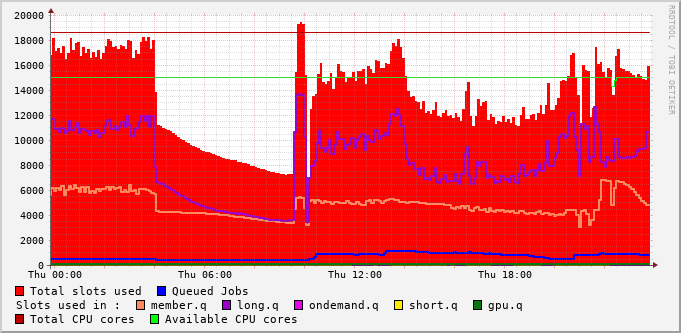 20000
18000
16000
14000
12000
10000
8000
6000
4000
2000
0
Thu 00:00 Thu 06:00 Thu 12:00 Thu 18:00
RRDTOOL / TOBI OETIKER
Total slots used Queued Jobs
Slots used in : member.q long.q ondemand.q short.q gpu.q
Total CPU cores Available CPU cores